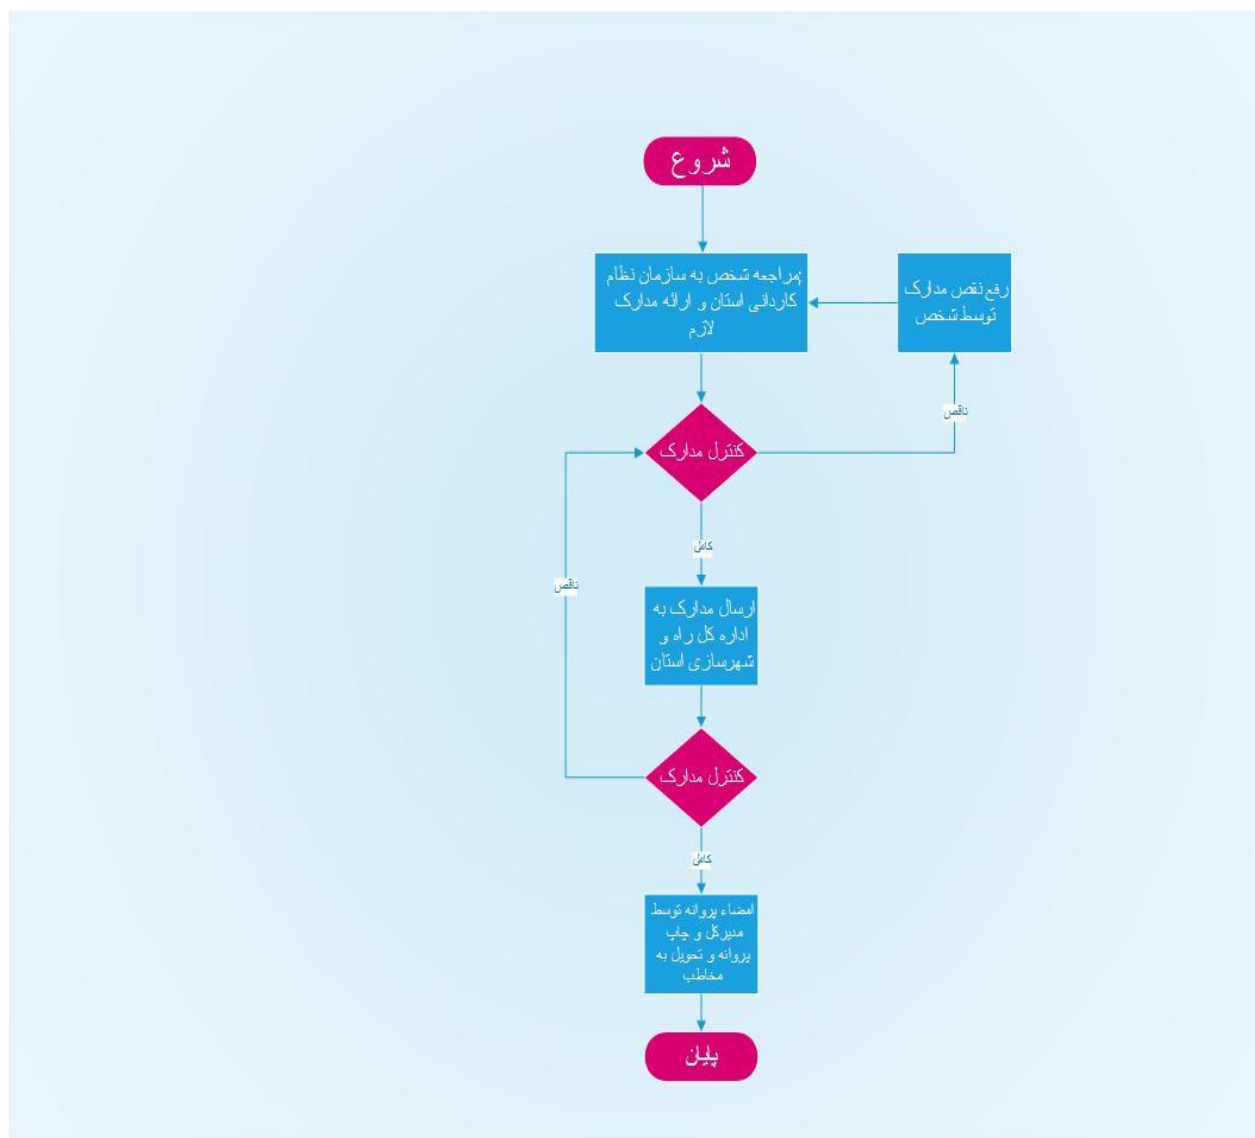 شروع
مراجعه شخص به سازمان نظام
کاردانی استان و ارائه مدارک
لازم
رفع نقص مدارک
توسط شخص
ناقص
کنترل مدارک
کامل
ناقص
ارسال مدارک به
اداره کل راه و
شهرسازی استان
کنترل مدارک
کامل
امضاء پروانه توسط
مدیرکل و چاپ
پروانه و تحویل به
مخاطب
پایان